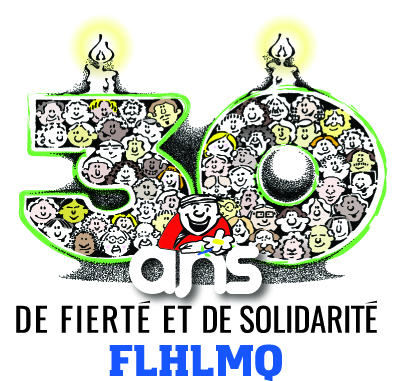 30
ans
DE FIERTÉ ET DE SOLIDARITÉ
FLHLMQ